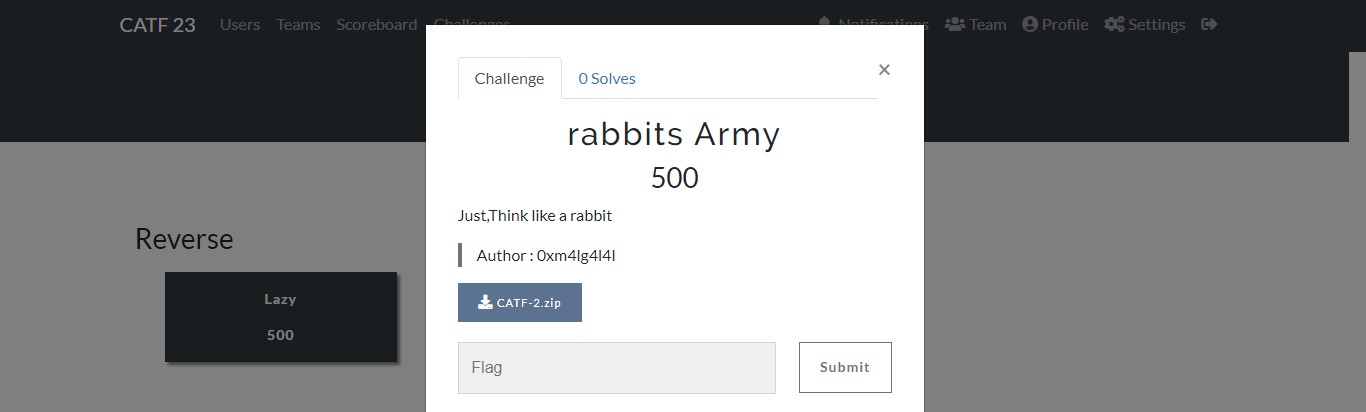 CATF 23 Users Teams Scoreboard Challenges Notifications Team Profile Settings
Challenge 0 Solves ×
rabbits Army
500
Just,Think like a rabbit
Author : 0xm4lg4l4l
CATF-2.zip
Flag Submit
Reverse
Lazy
500